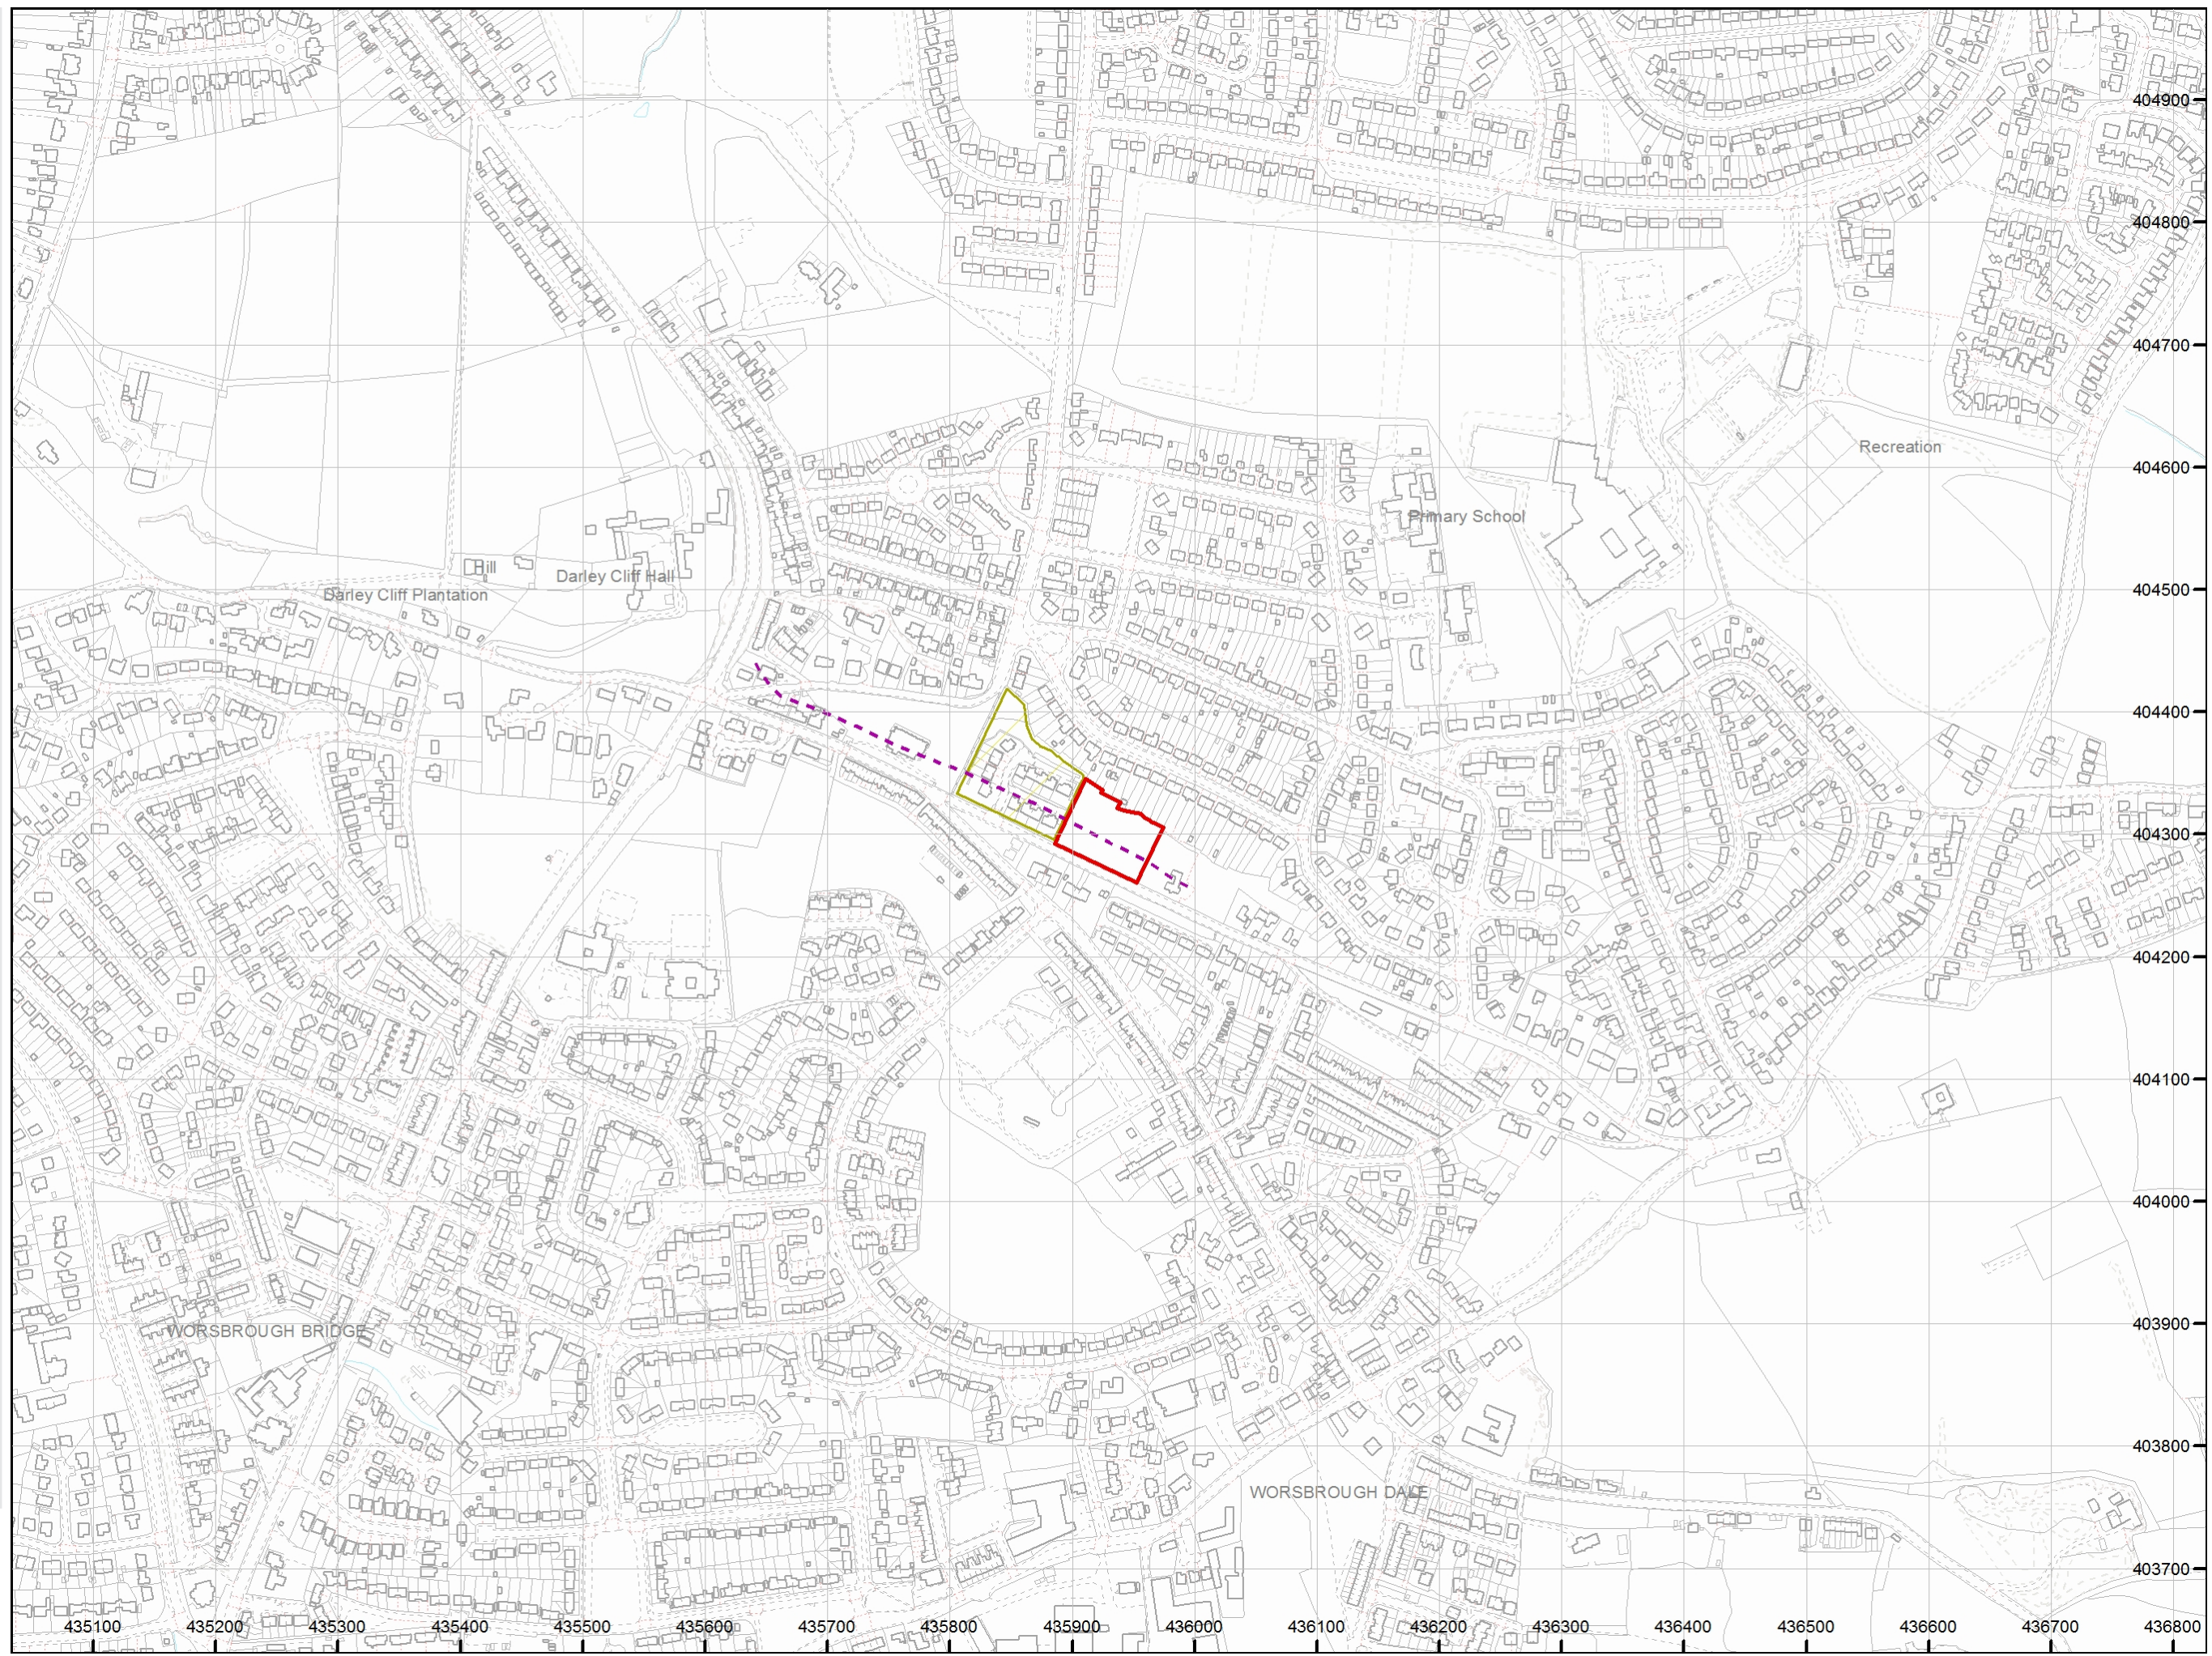 404900
404800
404700
Recreation
404600
Primary School
Hill
Darley Cliff Hall
Darley Cliff Plantation
404500
404400
404300
404200
404100
404000
WORSBROUGH BRIDGE
403900
403800
WORSBROUGH DALE
403700
435100 435200 435300 435400 435500 435600 435700 435800 435900 436000 436100 436200 436300 436400 436500 436600 436700 436800